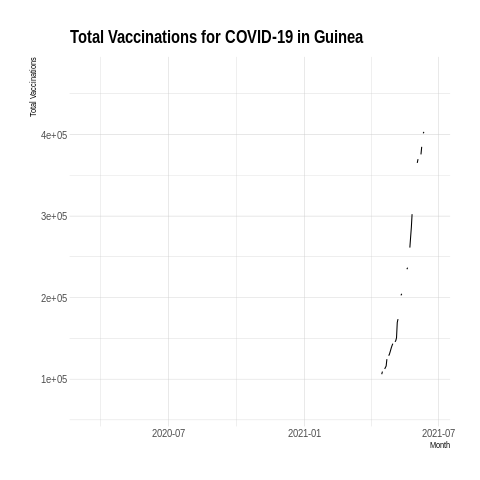 Total Vaccinations for COVID-19 in Guinea
Total Vaccinations
4e+05
3e+05
2e+05
1e+05
2020-07
2021-01
2021-07
Month